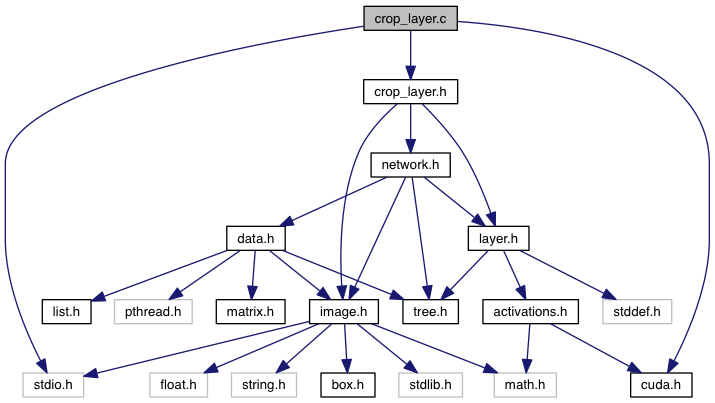 crop_layer.c
crop_layer.h
network.h
data.h
layer.h
list.h
pthread.h
matrix.h
image.h
tree.h
activations.h
stddef.h
stdio.h
float.h
string.h
box.h
stdlib.h
math.h
cuda.h